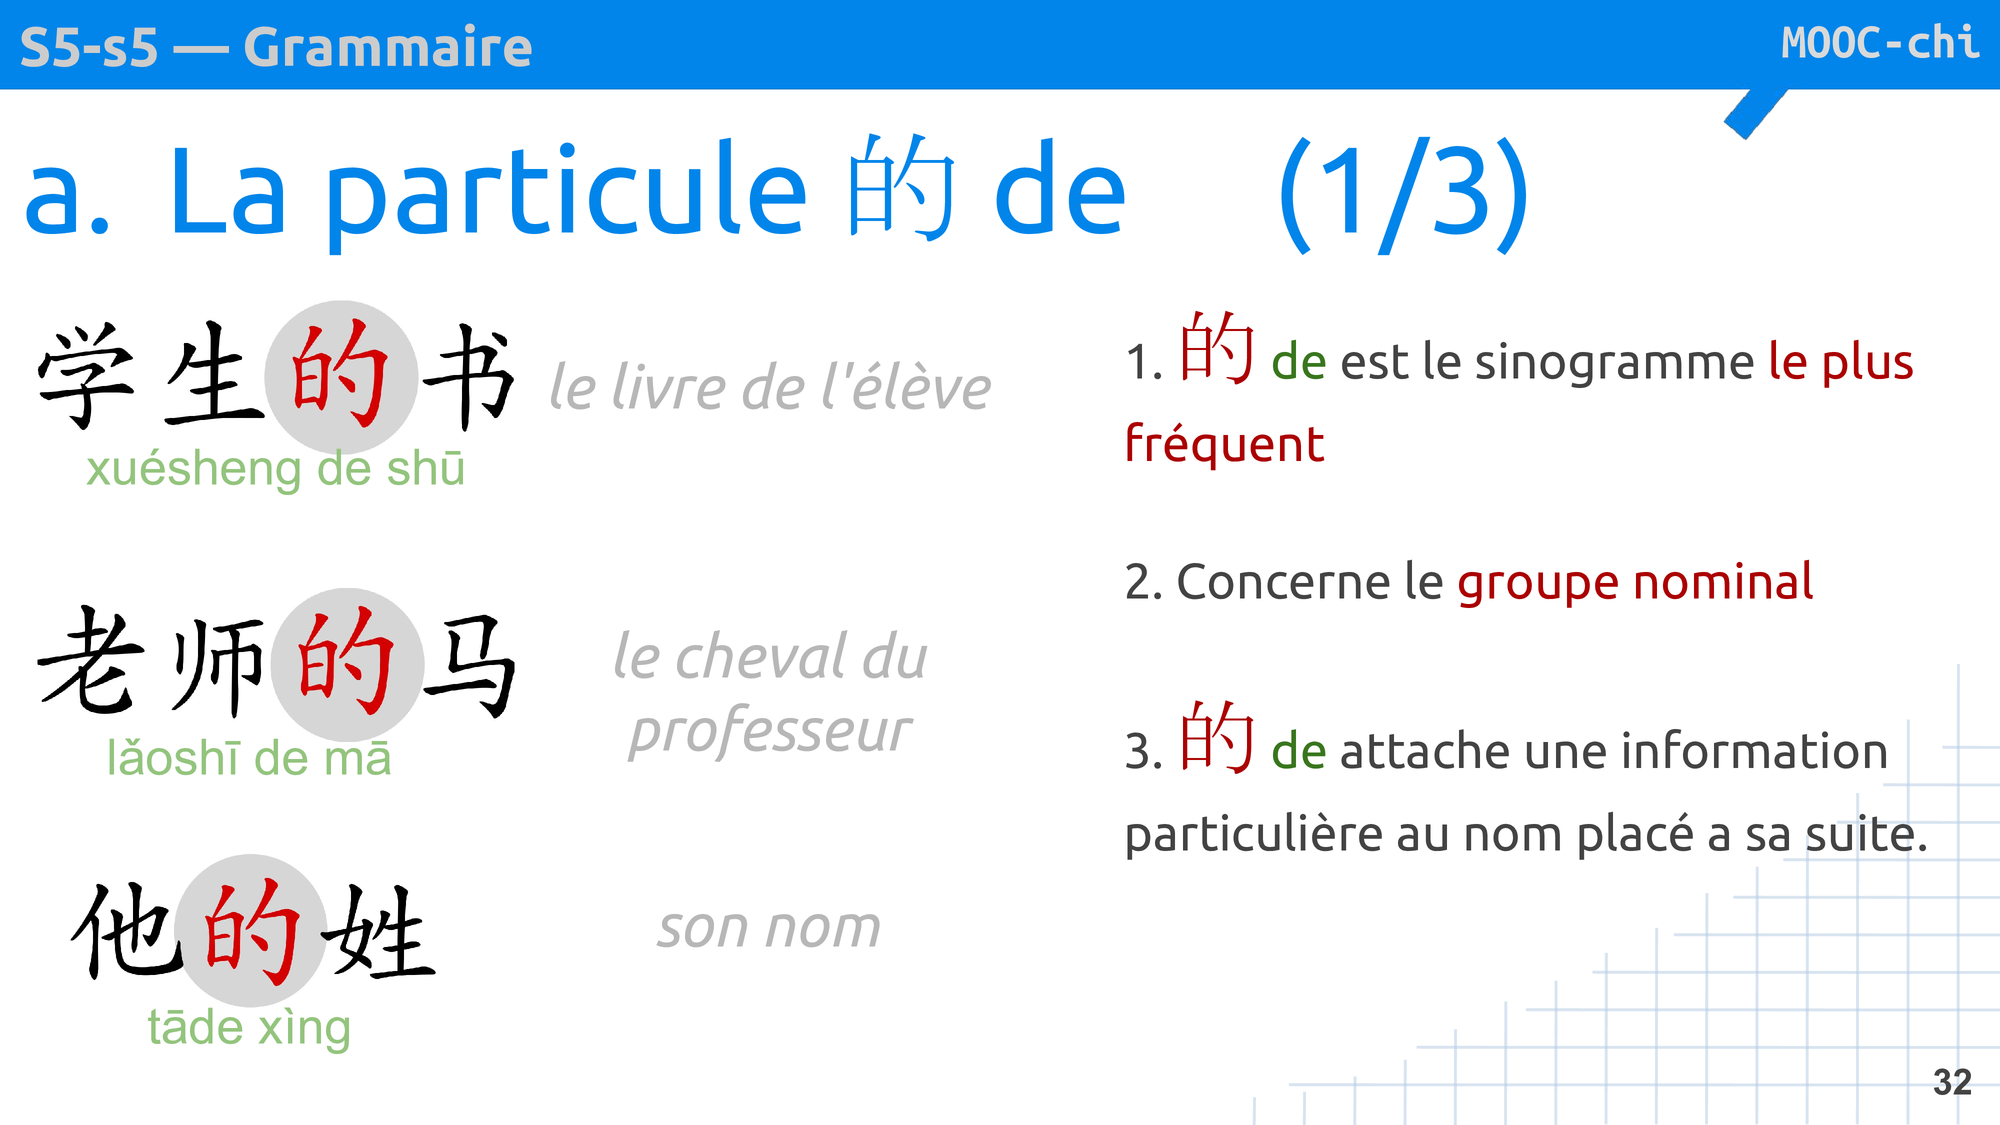 S5-s5 — Grammaire
MOOC-chi
a. La particule 的 de (1/3)
学生的书
le livre de l'élève
xuésheng de shū
老师的马
le cheval du
professeur
lǎoshī de mā
他的姓
son nom
tāde xìng
1. 的 de est le sinogramme le plus
fréquent
2. Concerne le groupe nominal
3. 的 de attache une information
particulière au nom placé a sa suite.
32